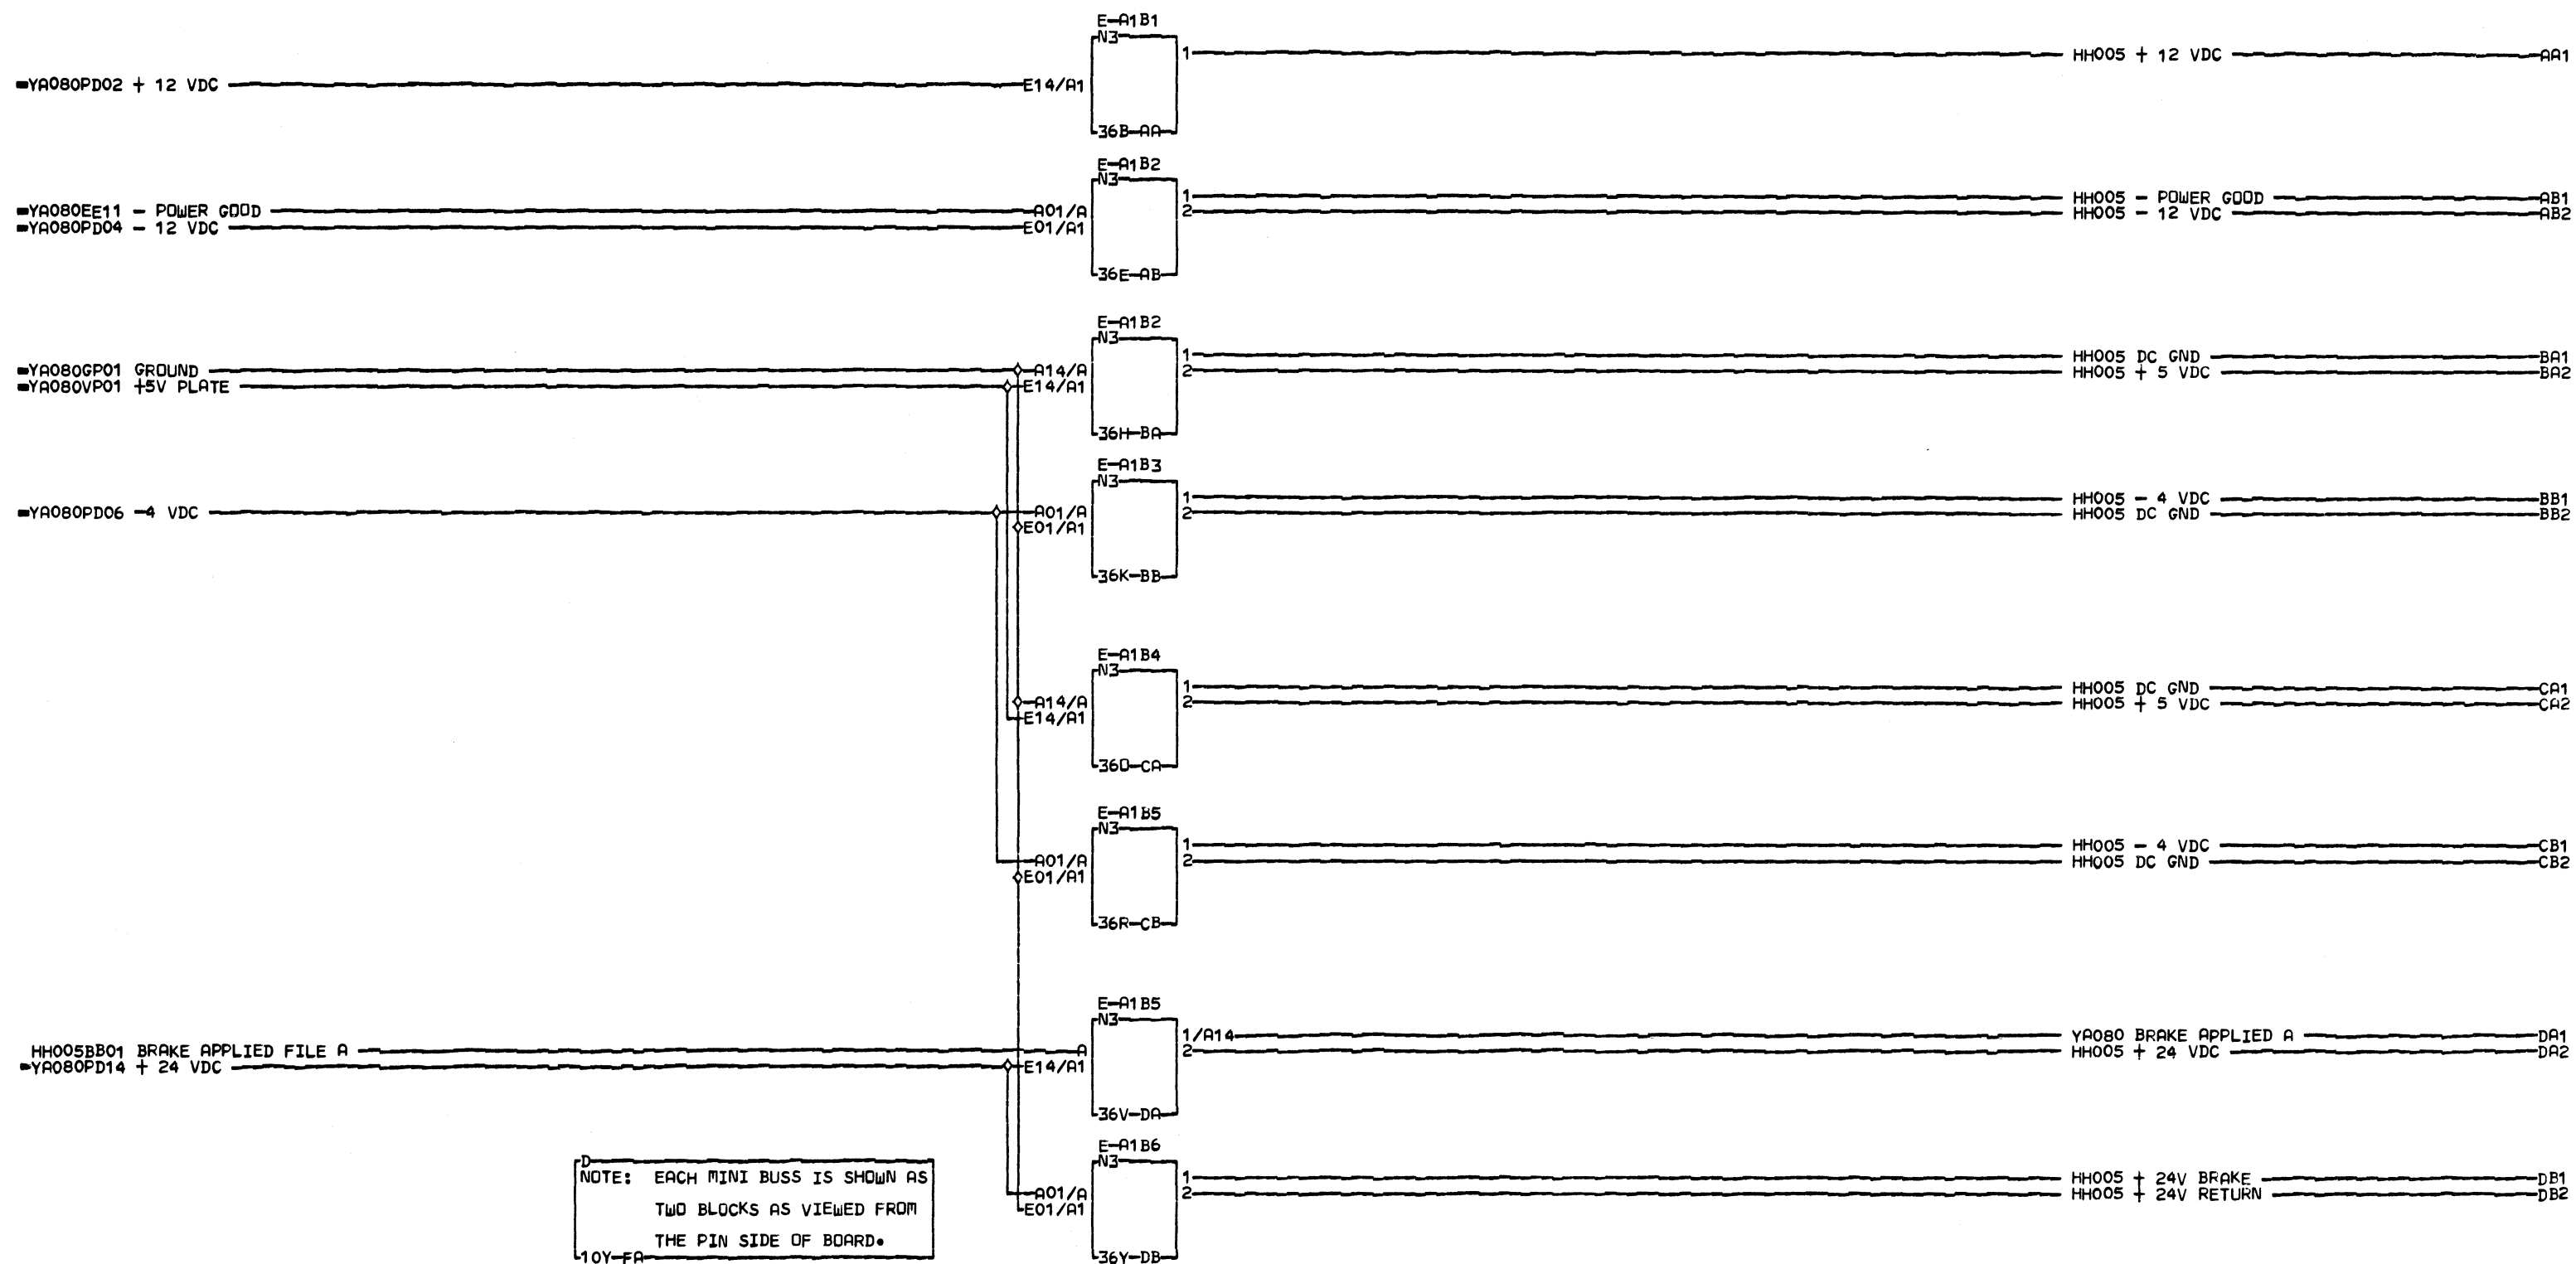 E-A1B1
N3
1 HH005 + 12 VDC AA1
YA080PD02 + 12 VDC E14/A1
36B-AA
E-A1B2
N3
1 HH005 - POWER GOOD AB1
YA080EE11 - POWER GOOD A01/A 2 HH005 - 12 VDC AB2
YA080PD04 - 12 VDC E01/A1
36E-AB
E-A1B2
N3
1 HH005 DC GND BA1
YA080GP01 GROUND A14/A 2 HH005 + 5 VDC BA2
YA080VP01 +5V PLATE E14/A1
36H-BA
E-A1B3
N3
1 HH005 - 4 VDC BB1
YA080PD06 -4 VDC A01/A 2 HH005 DC GND BB2
E01/A1
36K-BB
E-A1B4
N3
1 HH005 DC GND CA1
A14/A 2 HH005 + 5 VDC CA2
E14/A1
36O-CA
E-A1B5
N3
1 HH005 - 4 VDC CB1
A01/A 2 HH005 DC GND CB2
E01/A1
36R-CB
E-A1B5
N3
1/A14 YA080 BRAKE APPLIED A DA1
HH005BB01 BRAKE APPLIED FILE A A 2 HH005 + 24 VDC DA2
YA080PD14 + 24 VDC E14/A1
36V-DA
E-A1B6
N3
1 HH005 + 24V BRAKE DB1
A01/A 2 HH005 + 24V RETURN DB2
E01/A1
36Y-DB
D
NOTE: EACH MINI BUSS IS SHOWN AS
TWO BLOCKS AS VIEWED FROM
THE PIN SIDE OF BOARD.
10Y-FA